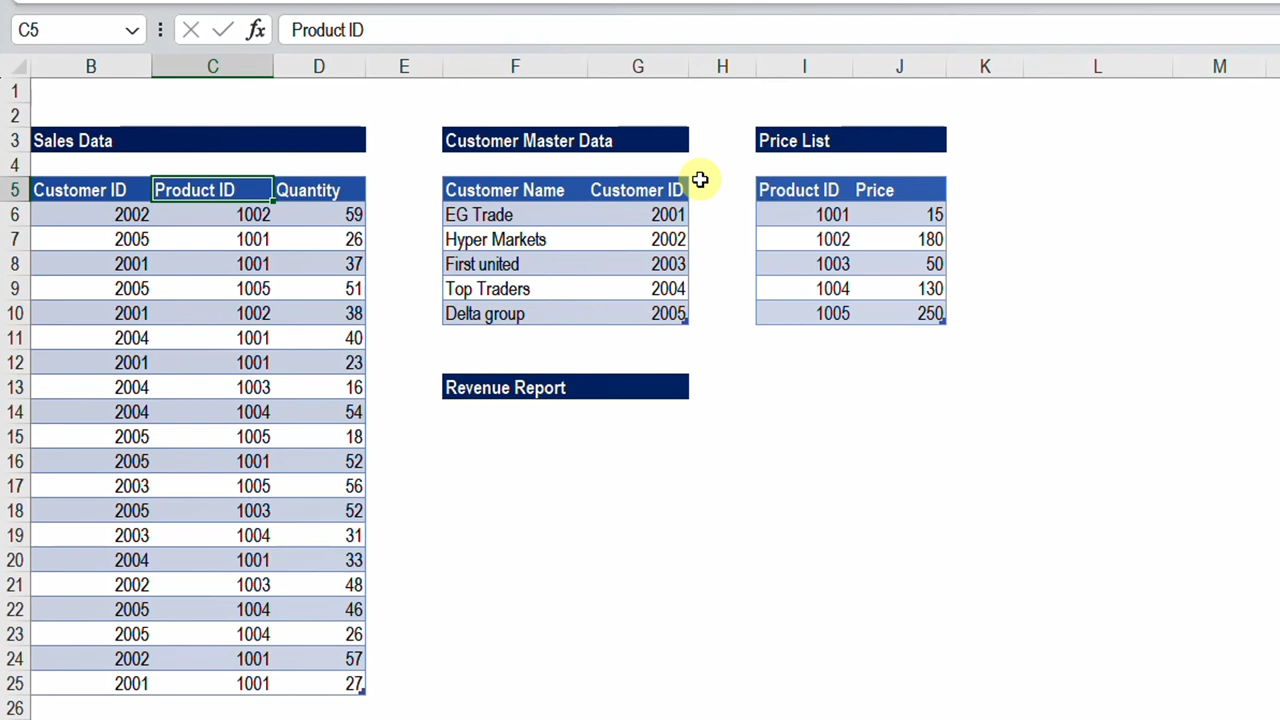 C5 fx Product ID
B C D E F G H I J K L M
1
2
3 Sales Data Customer Master Data Price List
4
5 Customer ID Product ID Quantity Customer Name Customer ID Product ID Price
6 2002 1002 59 EG Trade 2001 1001 15
7 2005 1001 26 Hyper Markets 2002 1002 180
8 2001 1001 37 First united 2003 1003 50
9 2005 1005 51 Top Traders 2004 1004 130
10 2001 1002 38 Delta group 2005 1005 250
11 2004 1001 40
12 2001 1001 23
13 2004 1003 16 Revenue Report
14 2004 1004 54
15 2005 1005 18
16 2005 1001 52
17 2003 1005 56
18 2005 1003 52
19 2003 1004 31
20 2004 1001 33
21 2002 1003 48
22 2005 1004 46
23 2005 1004 26
24 2002 1001 57
25 2001 1001 27
26